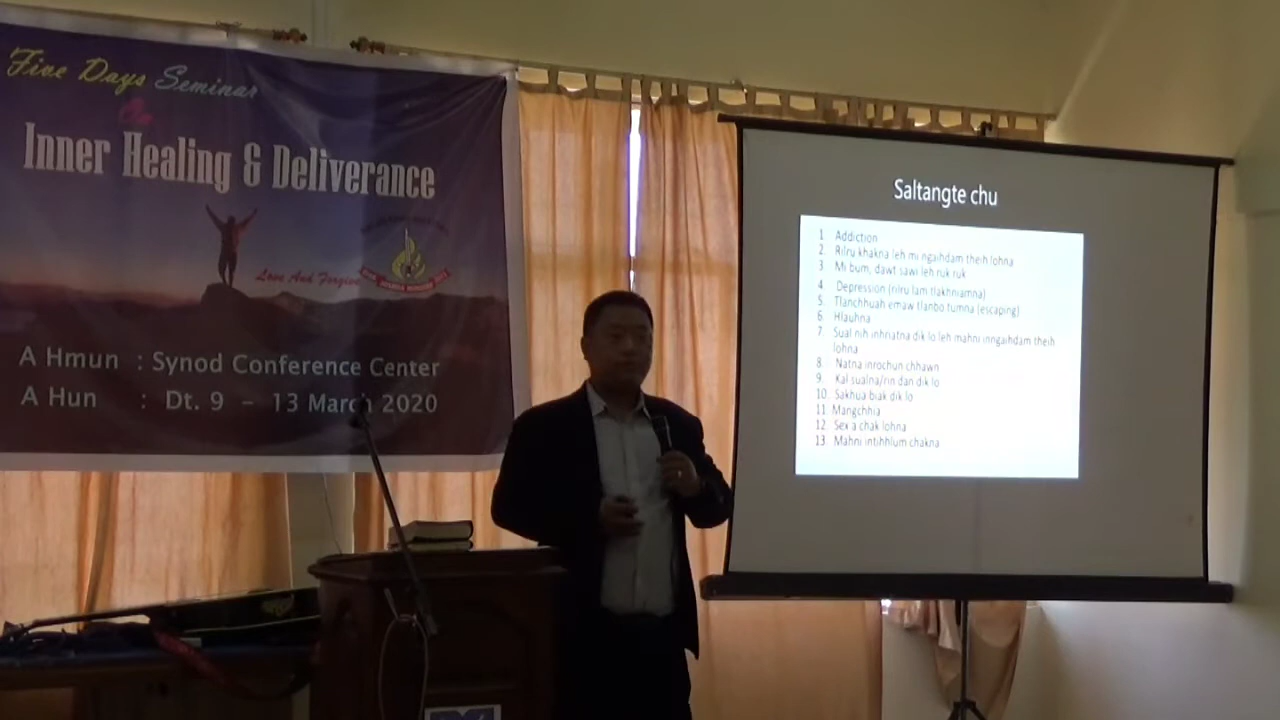 Five Days Seminar
On
Inner Healing & Deliverance
Love And Forgive
A Hmun : Synod Conference Center
A Hun : Dt. 9 – 13 March 2020
Saltangte chu
1. Addiction
2. Rilru khakna leh mi ngaihdam theih lohna
3 Mi bum, dawt sawi leh ruk ruk
4 Depression (rilru lam tlakhniamna)
5. Tlanchhuah emaw tlanbo tumna (escaping)
6. Hlauhna
7. Sual nih inhriatna dik lo leh mahni inngaihdam theih
lohna
8. Natna inrochun chhawn
9. Kal sualna/rin dan dik lo
10. Sakhua biak dik lo
11 Mangchhia
12. Sex a chak lohna
13. Mahni intihhlum chakna